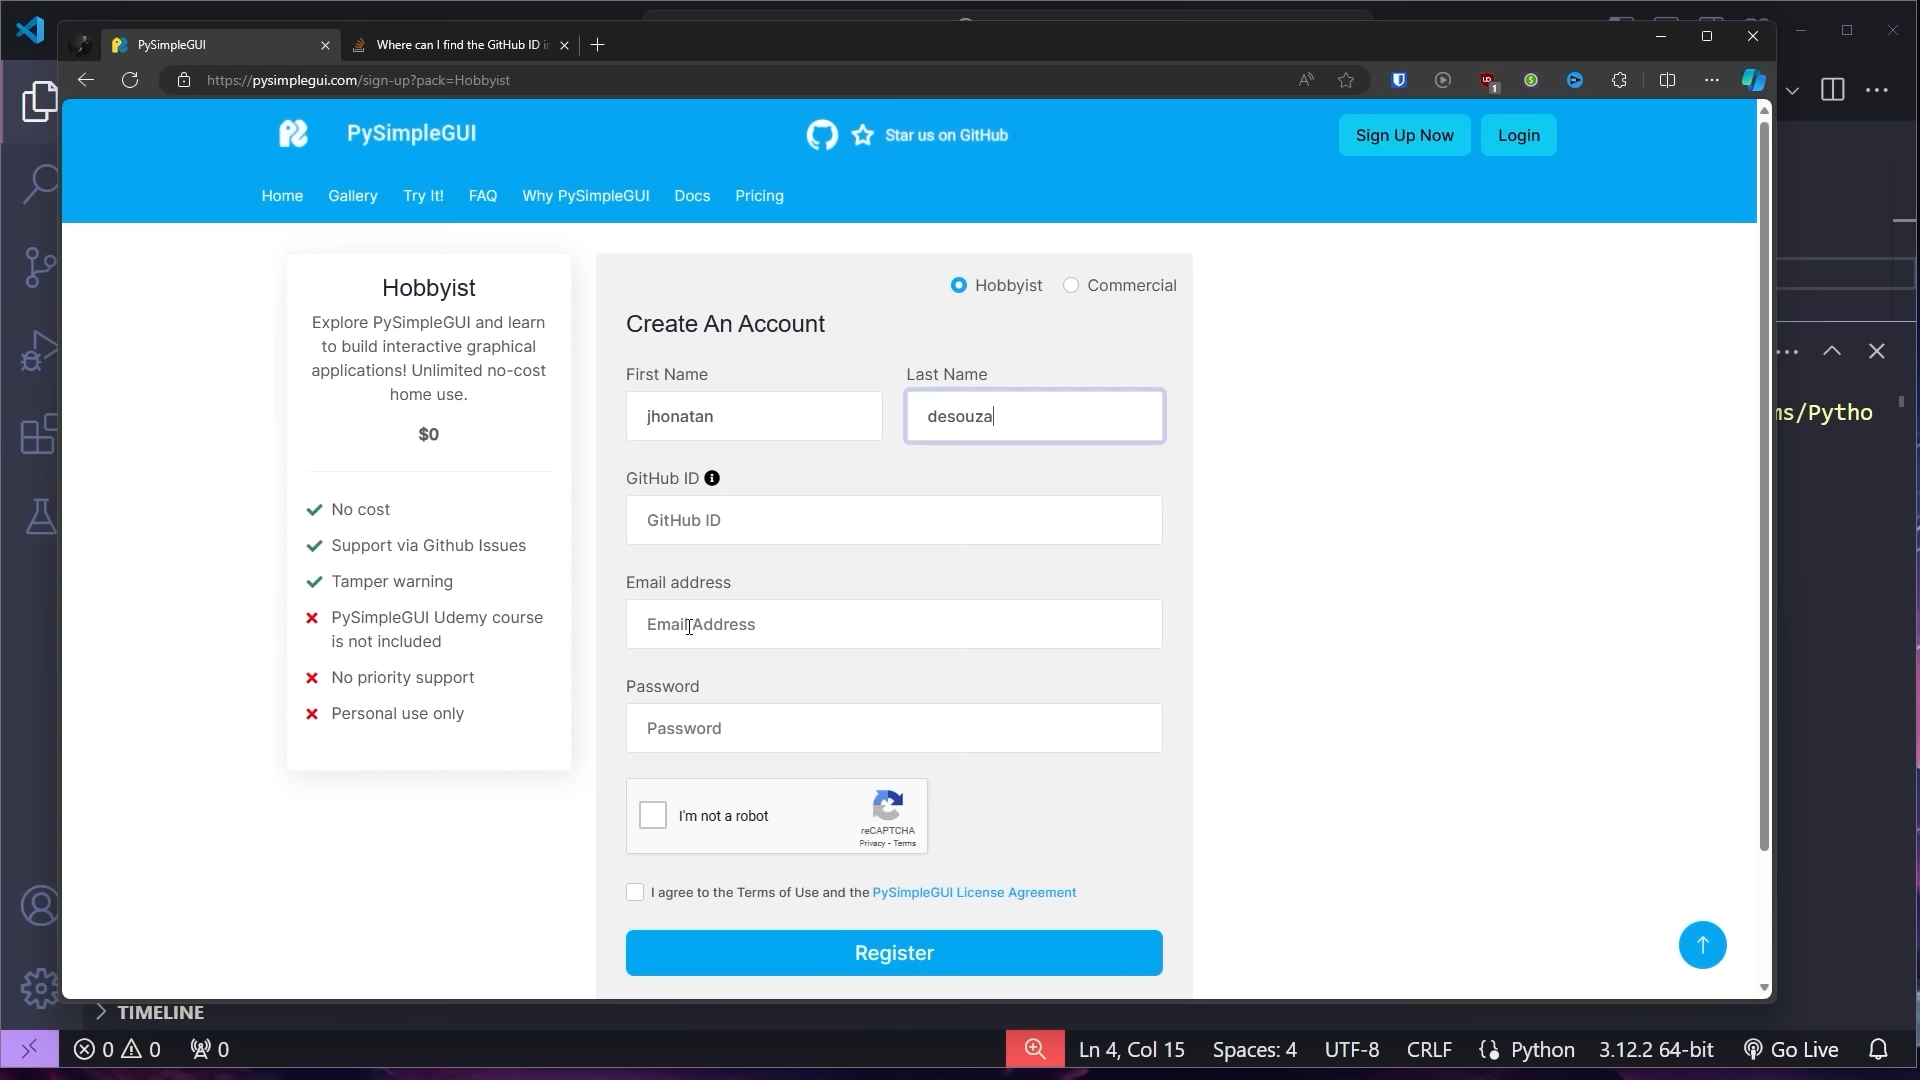 PySimpleGUI
Where can I find the GitHub ID i
https://pysimplegui.com/sign-up?pack=Hobbyist
1
PySimpleGUI
Star us on GitHub
Sign Up Now
Login
Home
Gallery
Try It!
FAQ
Why PySimpleGUI
Docs
Pricing
Hobbyist
Explore PySimpleGUI and learn
to build interactive graphical
applications! Unlimited no-cost
home use.
$0
No cost
Support via Github Issues
Tamper warning
PySimpleGUI Udemy course
is not included
No priority support
Personal use only
Hobbyist
Commercial
Create An Account
First Name
Last Name
jhonatan
desouza
GitHub ID
GitHub ID
Email address
Email Address
Password
Password
I'm not a robot
reCAPTCHA
Privacy - Terms
I agree to the Terms of Use and the PySimpleGUI License Agreement
Register
ms/Pytho
TIMELINE
0
0
0
Ln 4, Col 15
Spaces: 4
UTF-8
CRLF
Python
3.12.2 64-bit
Go Live